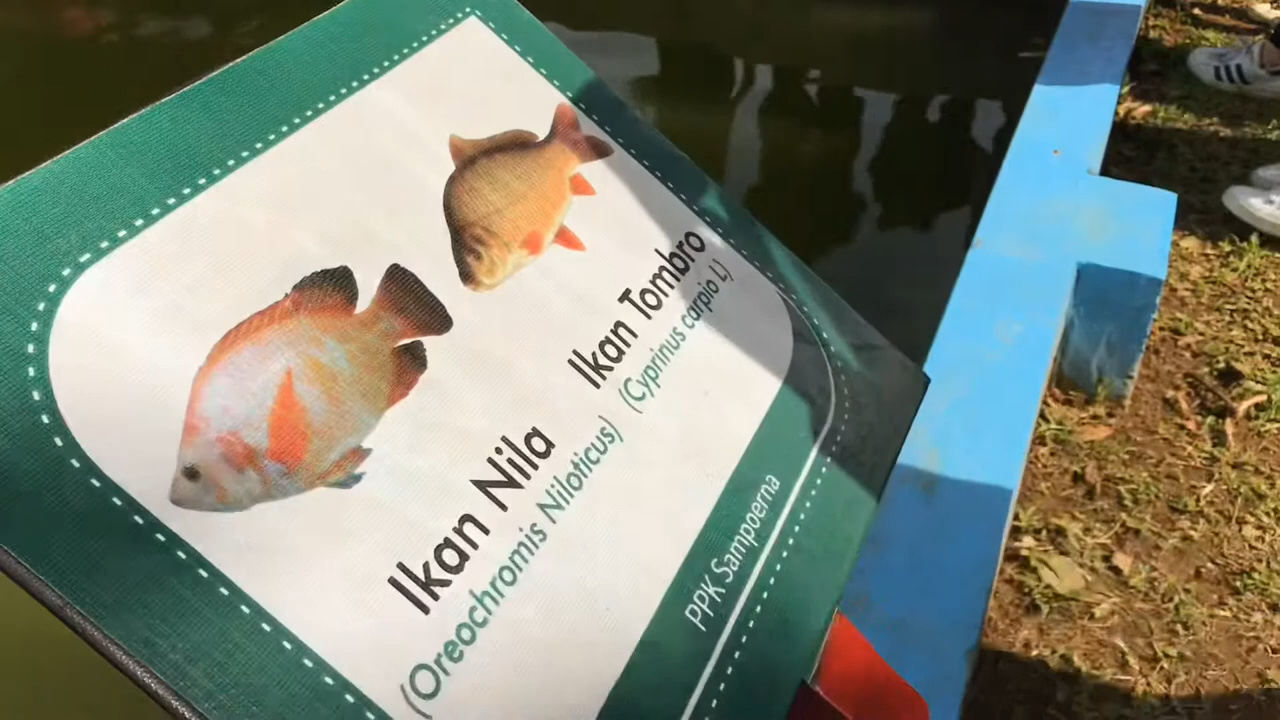 Ikan Nila
(Oreochromis Niloticus)
Ikan Tombro
(Cyprinus carpio L)
PPK Sampoerna